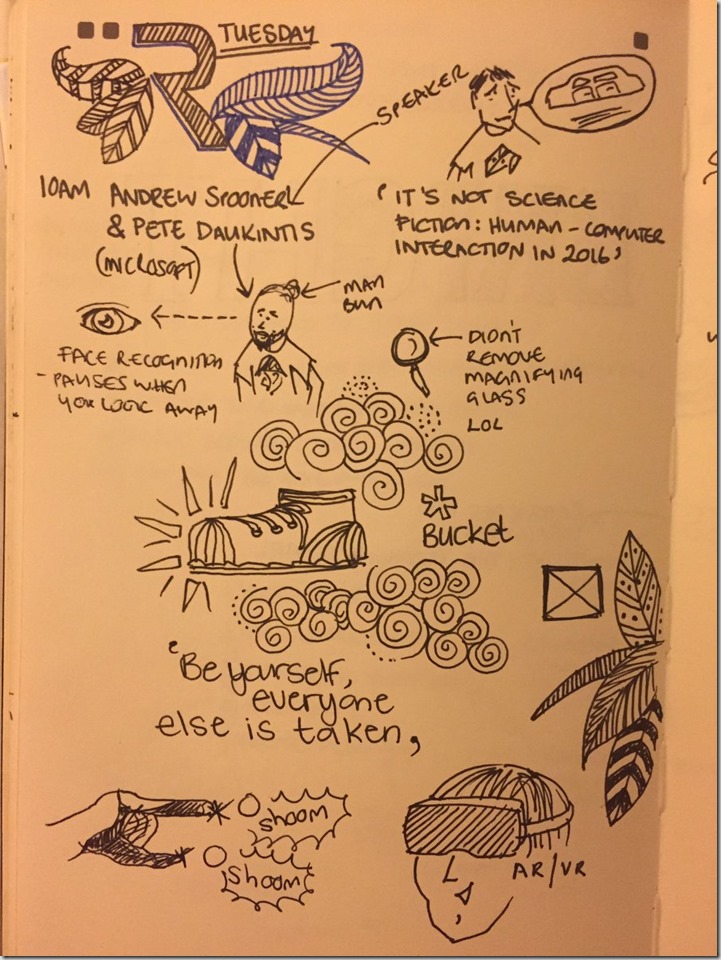 R
TUESDAY
SPEAKER
10AM ANDREW SPOONER
& PETE DAUKINTIS
(MICROSOFT)
'IT'S NOT SCIENCE
FICTION: HUMAN-COMPUTER
INTERACTION IN 2016'
MAN
BUN
FACE RECOGNITION
- PAUSES WHEN
YOU LOOK AWAY
DIDN'T
REMOVE
MAGNIFYING
GLASS
LOL
* Bucket
'Be yourself,
everyone
else is taken,
shoom
shoom
AR/VR